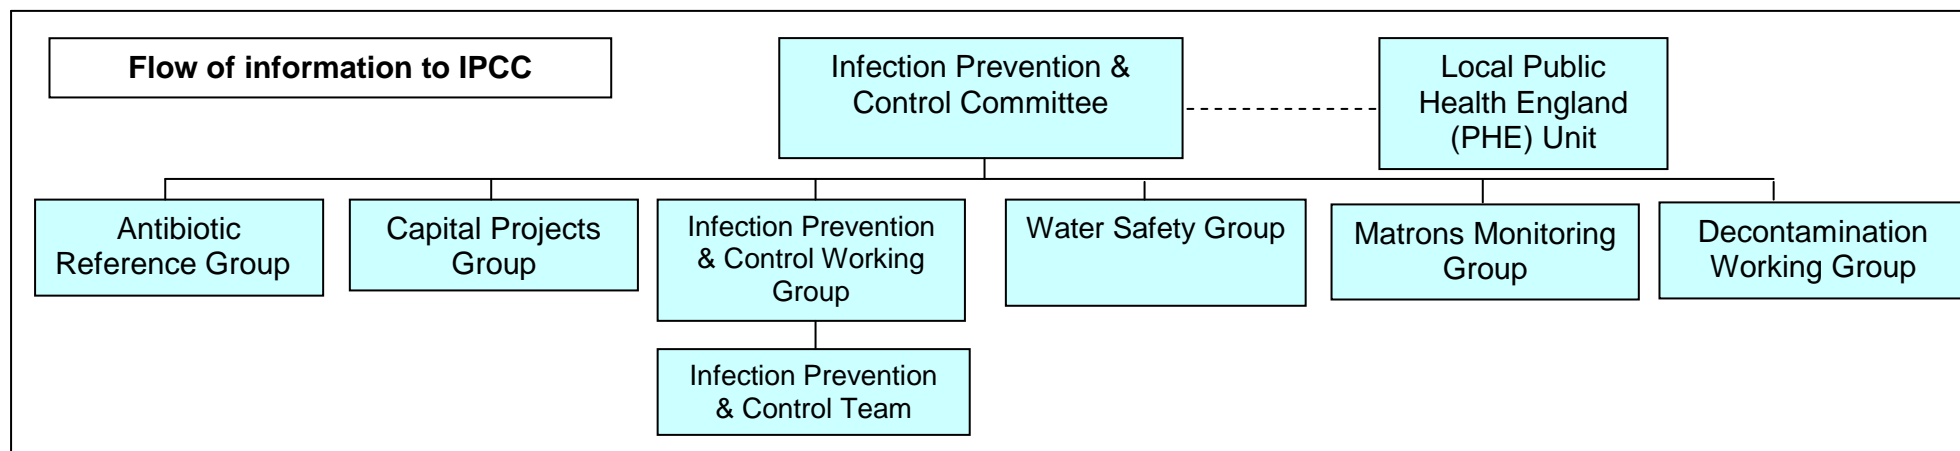 Flow of information to IPCC
Infection Prevention &
Control Committee
Local Public
Health England
(PHE) Unit
Antibiotic
Reference Group
Capital Projects
Group
Infection Prevention
& Control Working
Group
Water Safety Group
Matrons Monitoring
Group
Decontamination
Working Group
Infection Prevention
& Control Team